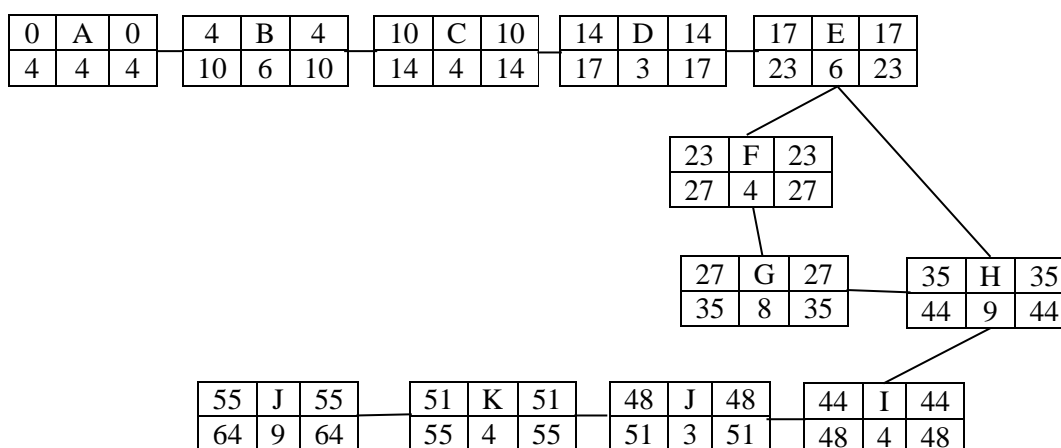 0 A 0 4 B 4 10 C 10 14 D 14 17 E 17
4 4 4 10 6 10 14 4 14 17 3 17 23 6 23
23 F 23
27 4 27
27 G 27 35 H 35
35 8 35 44 9 44
55 J 55 51 K 51 48 J 48 44 I 44
64 9 64 55 4 55 51 3 51 48 4 48